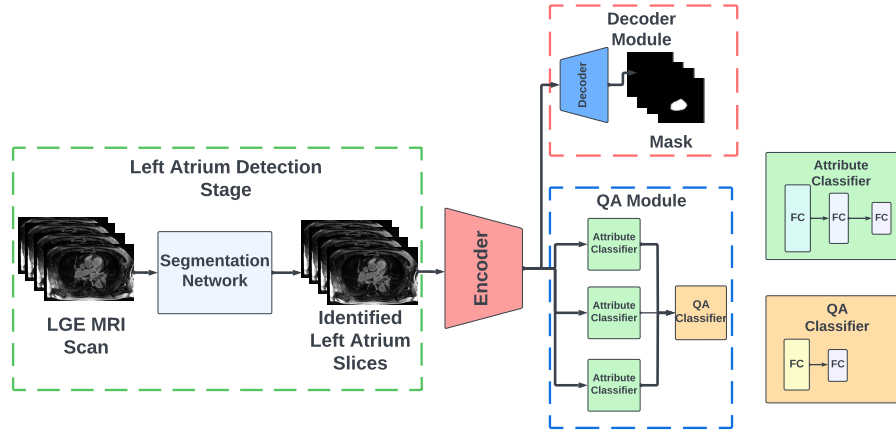 Decoder
Module
Decoder
Mask
Left Atrium Detection
Stage
Segmentation
Network
LGE MRI
Scan
Identified
Left Atrium
Slices
Encoder
QA Module
Attribute
Classifier
Attribute
Classifier
Attribute
Classifier
QA
Classifier
Attribute
Classifier
FC
FC
FC
QA
Classifier
FC
FC